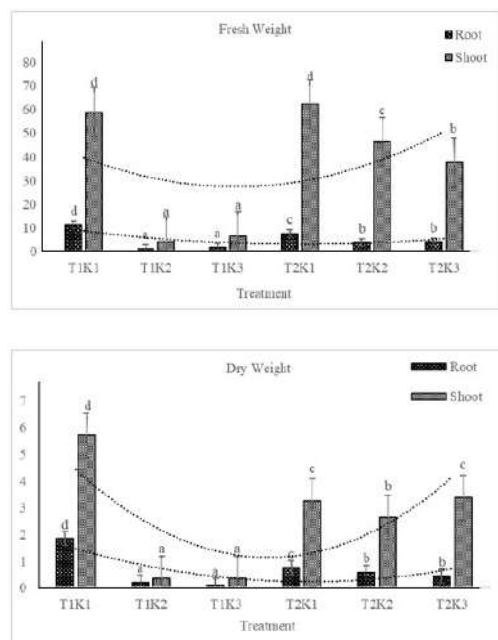 Fresh Weight
Root
Shoot
80
70
60
50
40
30
20
10
0
d d
a a
a a
c d
b c
b b
T1K1 T1K2 T1K3 T2K1 T2K2 T2K3
Treatment
Dry Weight
Root
Shoot
7
6
5
4
3
2
1
0
d d
a a
a a
c c
b b
b c
T1K1 T1K2 T1K3 T2K1 T2K2 T2K3
Treatment